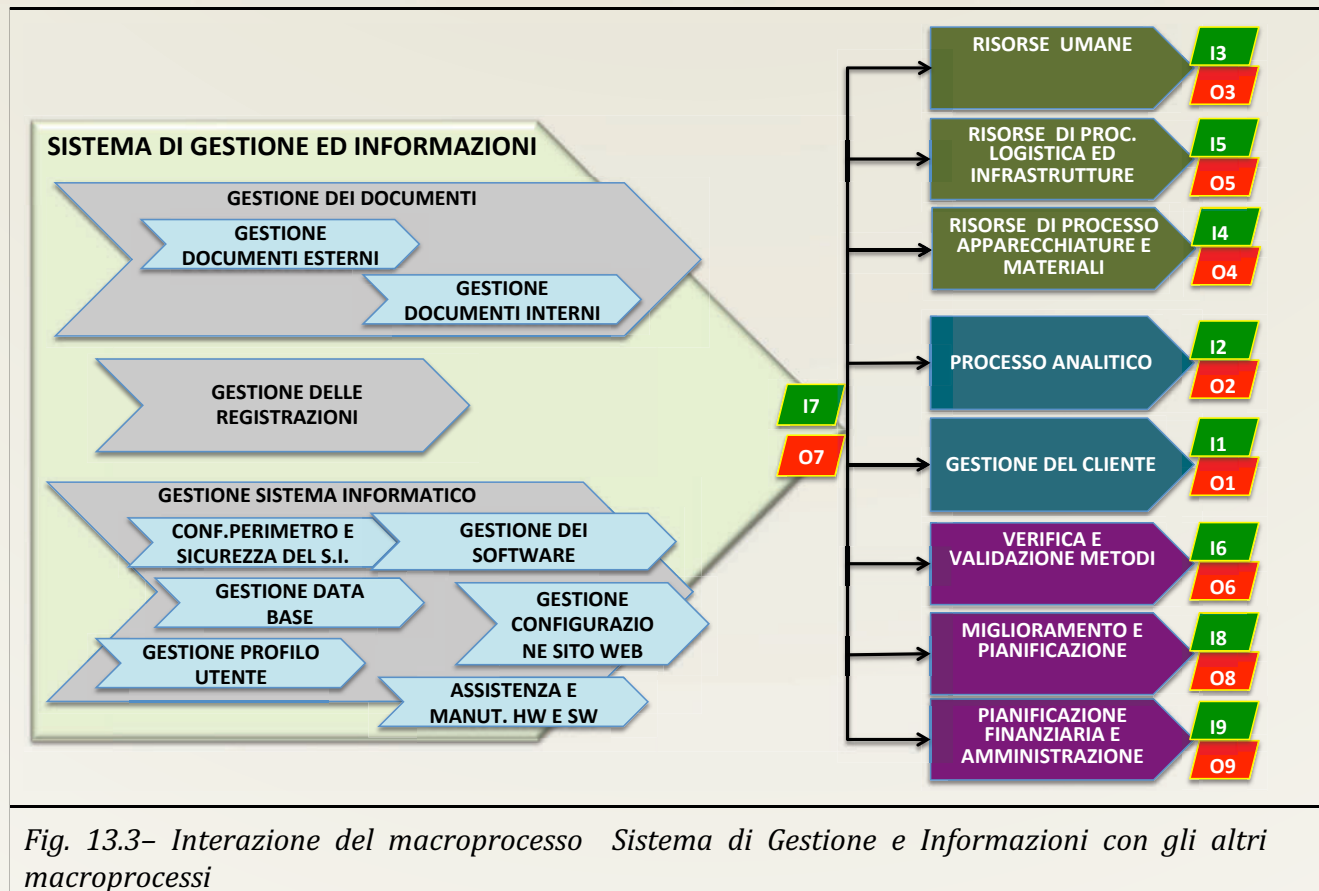 SISTEMA DI GESTIONE ED INFORMAZIONI
GESTIONE DEI DOCUMENTI
GESTIONE
DOCUMENTI ESTERNI
GESTIONE
DOCUMENTI INTERNI
GESTIONE DELLE
REGISTRAZIONI
GESTIONE SISTEMA INFORMATICO
CONF.PERIMETRO E
SICUREZZA DEL S.I.
GESTIONE DEI
SOFTWARE
GESTIONE DATA
BASE
GESTIONE
CONFIGURAZIO
NE SITO WEB
GESTIONE PROFILO
UTENTE
ASSISTENZA E
MANUT. HW E SW
I7
O7
RISORSE UMANE
I3
O3
RISORSE DI PROC.
LOGISTICA ED
INFRASTRUTTURE
I5
O5
RISORSE DI PROCESSO
APPARECCHIATURE E
MATERIALI
I4
O4
PROCESSO ANALITICO
I2
O2
GESTIONE DEL CLIENTE
I1
O1
VERIFICA E
VALIDAZIONE METODI
I6
O6
MIGLIORAMENTO E
PIANIFICAZIONE
I8
O8
PIANIFICAZIONE
FINANZIARIA E
AMMINISTRAZIONE
I9
O9
Fig. 13.3– Interazione del macroprocesso Sistema di Gestione e Informazioni con gli altri
macroprocessi